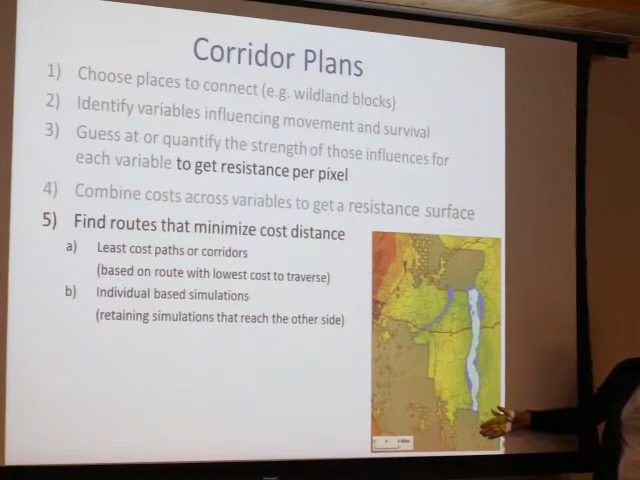 Corridor Plans
1) Choose places to connect (e.g. wildland blocks)
2) Identify variables influencing movement and survival
3) Guess at or quantify the strength of those influences for
each variable to get resistance per pixel
4) Combine costs across variables to get a resistance surface
5) Find routes that minimize cost distance
a) Least cost paths or corridors
(based on route with lowest cost to traverse)
b) Individual based simulations
(retaining simulations that reach the other side)